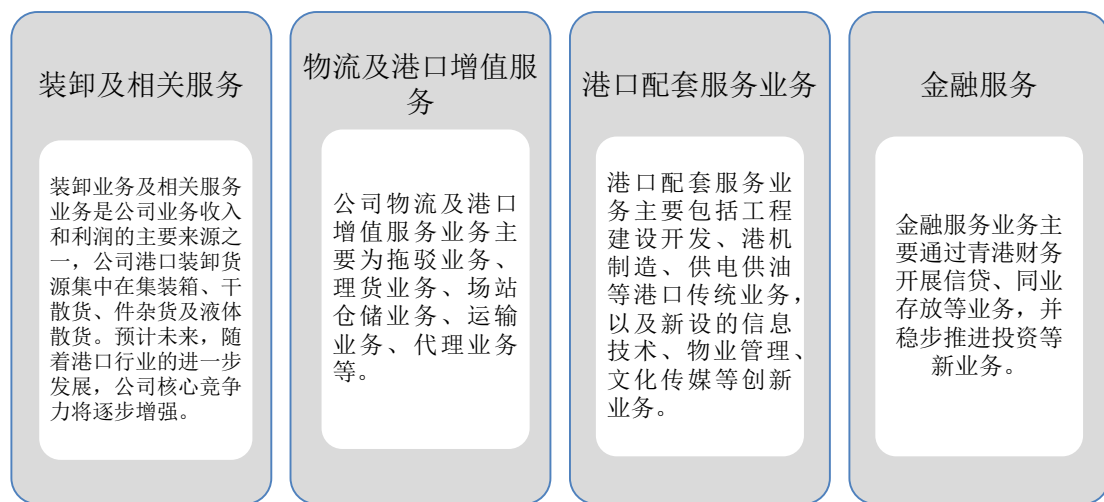 装卸及相关服务
装卸业务及相关服务
业务是公司业务收入
和利润的主要来源之
一，公司港口装卸货
源集中在集装箱、干
散货、件杂货及液体
散货。预计未来，随
着港口行业的进一步
发展，公司核心竞争
力将逐步增强。
物流及港口增值服
务
公司物流及港口
增值服务业务主
要为拖驳业务、
理货业务、场站
仓储业务、运输
业务、代理业务
等。
港口配套服务业务
港口配套服务业
务主要包括工程
建设开发、港机
制造、供电供油
等港口传统业务，
以及新设的信息
技术、物业管理、
文化传媒等创新
业务。
金融服务
金融服务业务主
要通过青港财务
开展信贷、同业
存放等业务，并
稳步推进投资等
新业务。